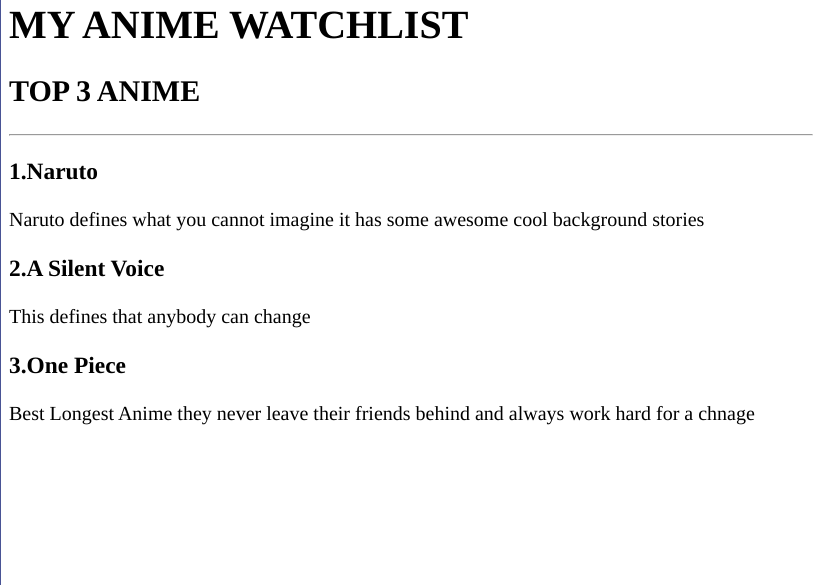 MY ANIME WATCHLIST
TOP 3 ANIME
1.Naruto
Naruto defines what you cannot imagine it has some awesome cool background stories
2.A Silent Voice
This defines that anybody can change
3.One Piece
Best Longest Anime they never leave their friends behind and always work hard for a chnage